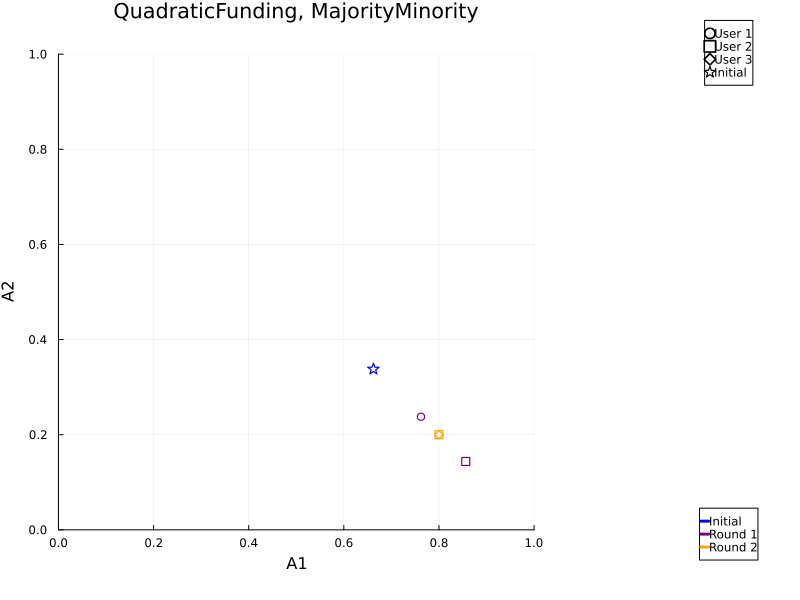 QuadraticFunding, MajorityMinority
User 1
User 2
User 3
Initial
1.0
0.8
0.6
0.4
0.2
0.0
A2
0.0 0.2 0.4 0.6 0.8 1.0
A1
Initial
Round 1
Round 2